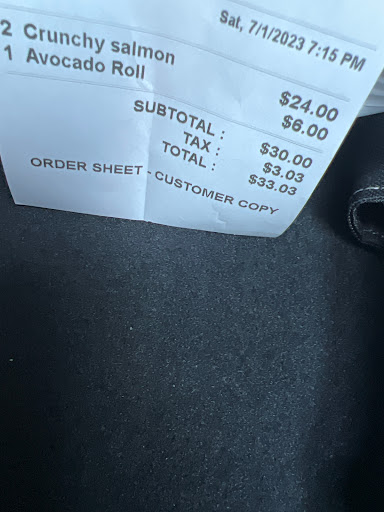 Sat, 7/1/2023 7:15 PM
2 Crunchy salmon $24.00
1 Avocado Roll $6.00
SUBTOTAL : $30.00
TAX : $3.03
TOTAL : $33.03
ORDER SHEET - CUSTOMER COPY